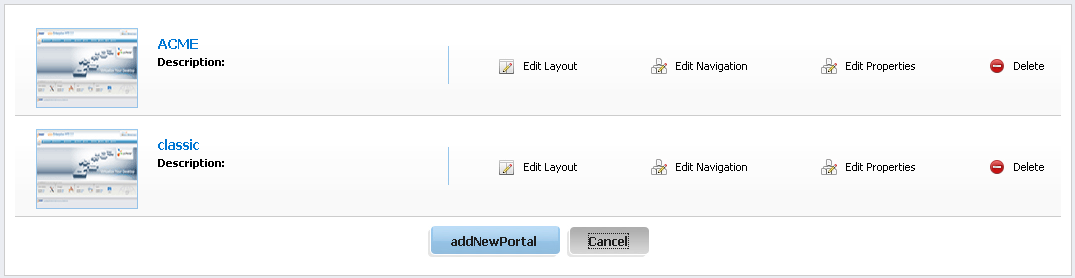 ACME
Description:
Edit Layout Edit Navigation Edit Properties Delete
classic
Description:
Edit Layout Edit Navigation Edit Properties Delete
addNewPortal Cancel